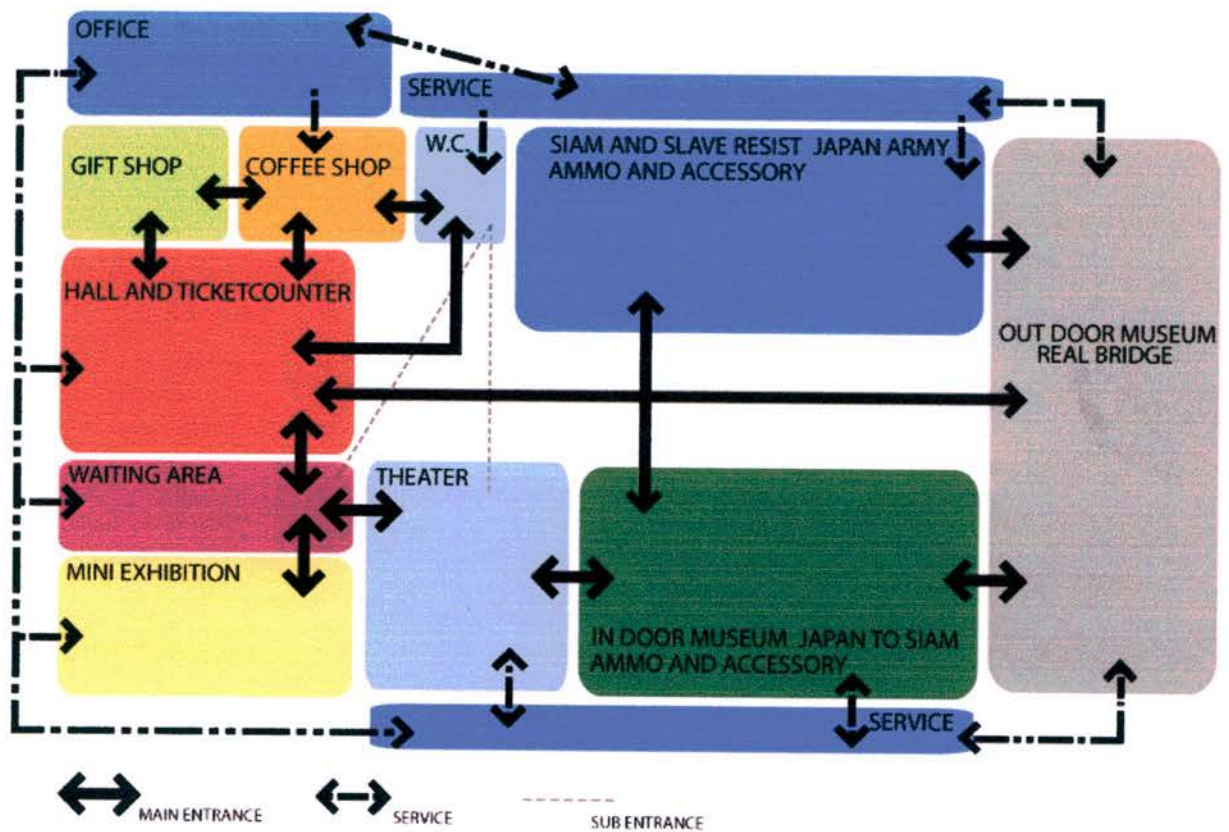 OFFICE
SERVICE
GIFT SHOP
COFFEE SHOP
W.C.
SIAM AND SLAVE RESIST JAPAN ARMY
AMMO AND ACCESSORY
HALL AND TICKETCOUNTER
OUT DOOR MUSEUM
REAL BRIDGE
WAITING AREA
THEATER
MINI EXHIBITION
IN DOOR MUSEUM JAPAN TO SIAM
AMMO AND ACCESSORY
SERVICE
MAIN ENTRANCE
SERVICE
SUB ENTRANCE